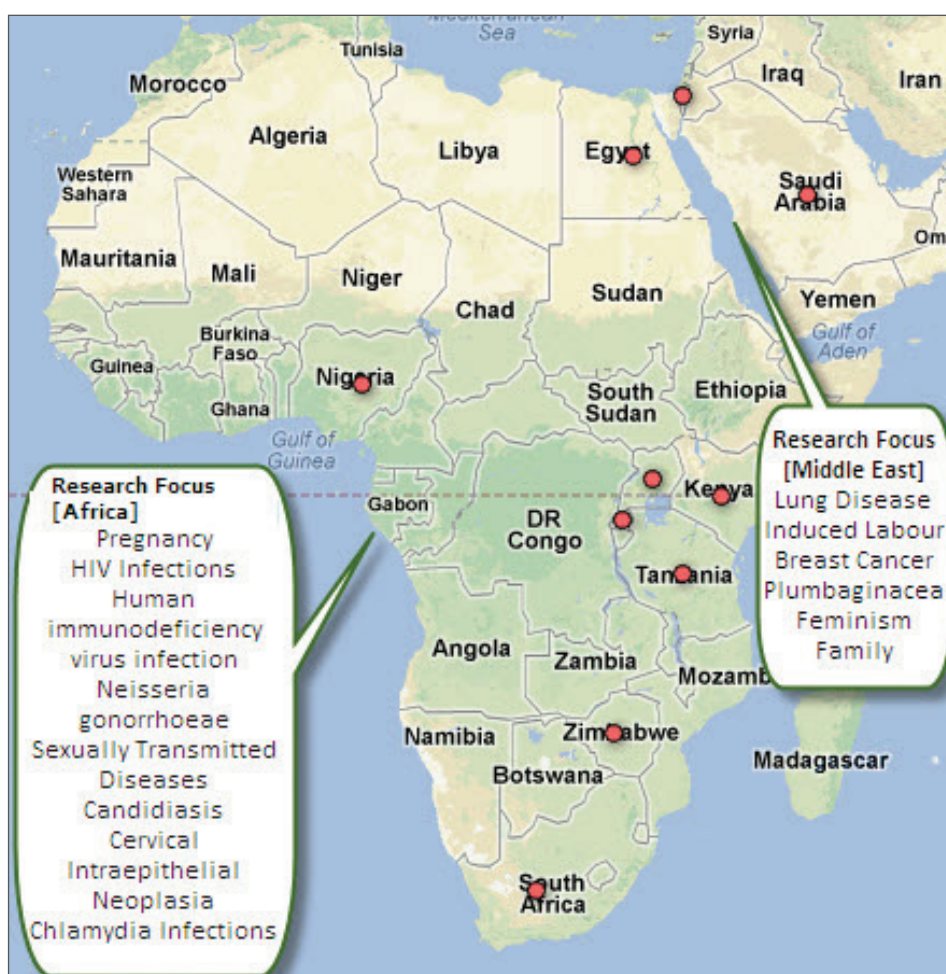 Mediterranean
Sea
Syria
Tunisia
Iraq
Iran
Morocco
Algeria
Libya
Egypt
Western
Sahara
Saudi
Arabia
Om
Mauritania
Mali
Niger
Chad
Sudan
Yemen
Gulf of
Aden
Burkina
Faso
Guinea
Nigeria
Ghana
South
Sudan
Ethiopia
Gulf of
Guinea
Gabon
DR
Congo
Kenya
Tanzania
Angola
Zambia
Mozamb
Namibia
Zimbabwe
Botswana
Madagascar
South
Africa
Research Focus
[Middle East]
Lung Disease
Induced Labour
Breast Cancer
Plumbaginacea
Feminism
Family
Research Focus
[Africa]
Pregnancy
HIV Infections
Human
immunodeficiency
virus infection
Neisseria
gonorrhoeae
Sexually Transmitted
Diseases
Candidiasis
Cervical
Intraepithelial
Neoplasia
Chlamydia Infections